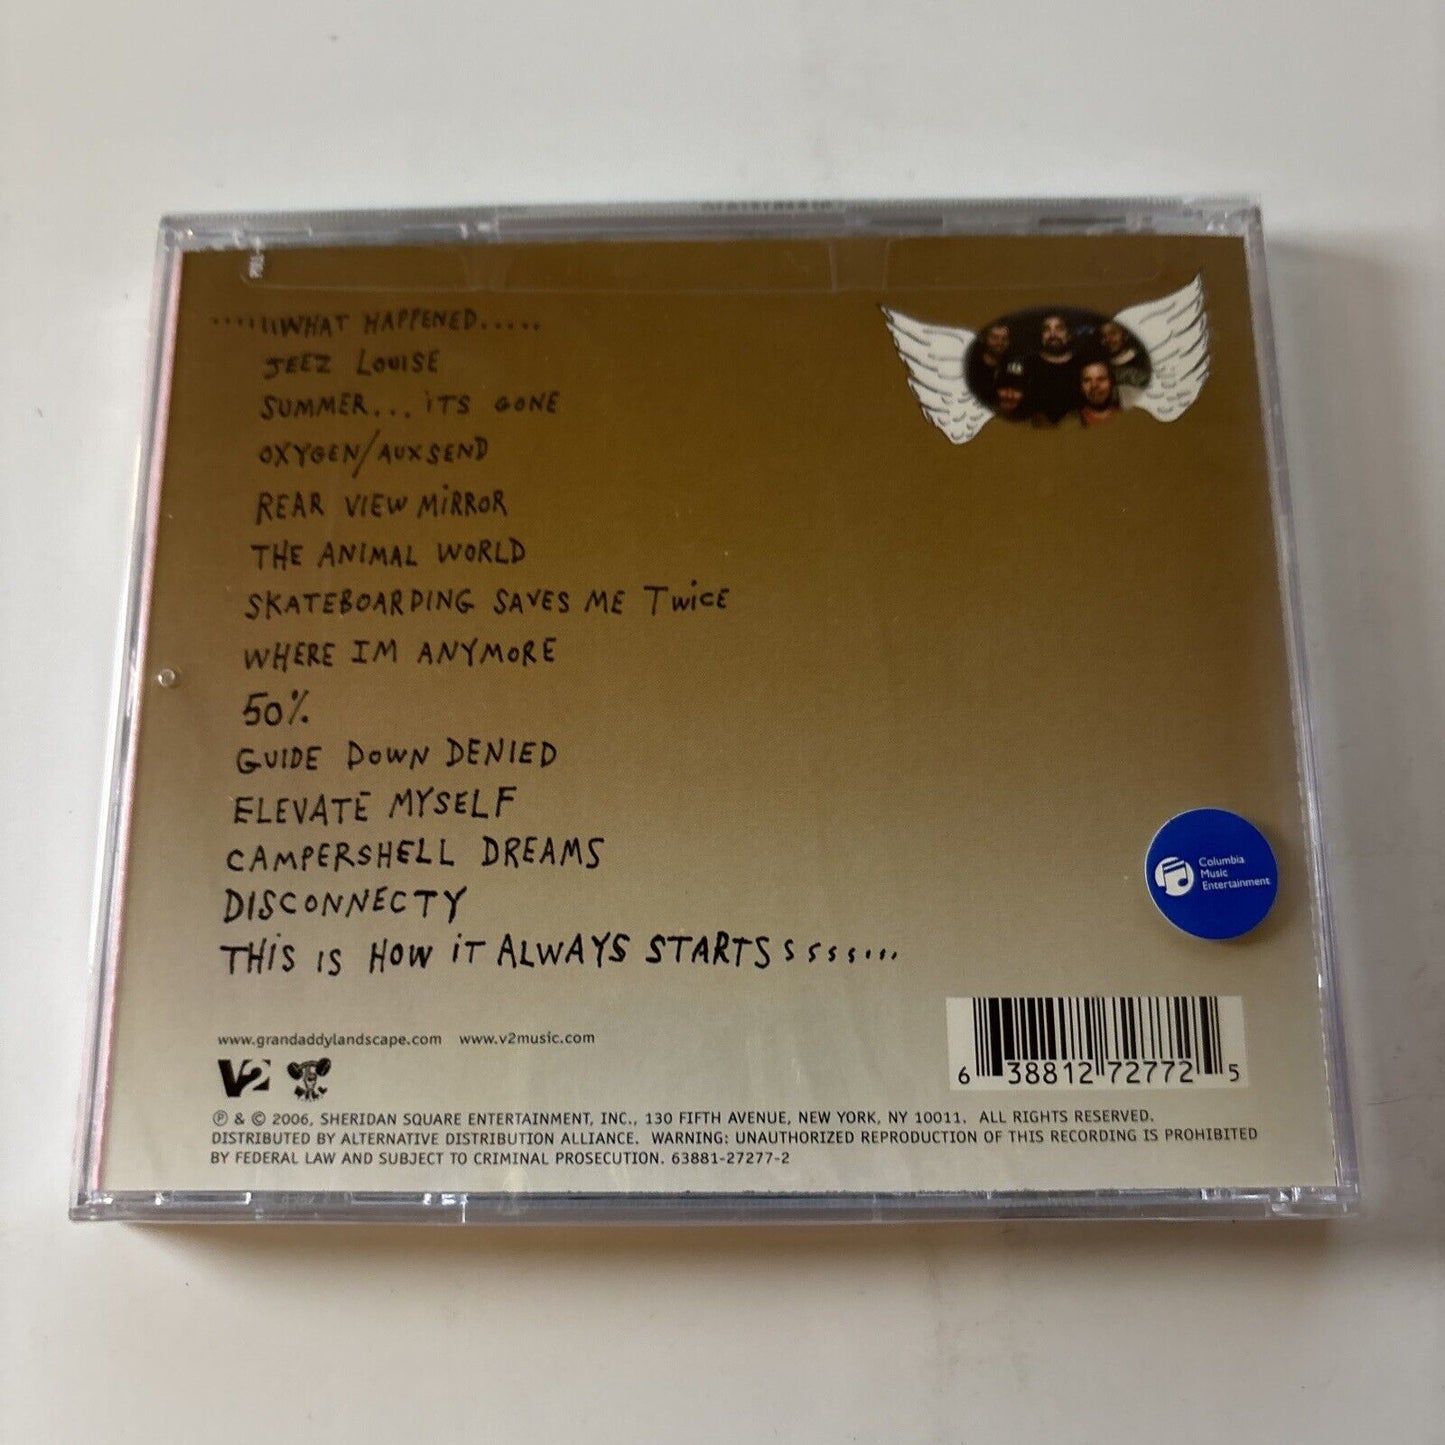 ......WHAT HAPPENED.....
JEEZ LOUISE
SUMMER... iTS GONE
OXYGEN/AUXSEND
REAR VIEW MiRROR
THE ANIMAL WORLD
SKATEBOARDING SAVES ME TwiCE
WHERE IM ANYMORE
50%
GUIDE DOWN DENIED
ELEVATE MYSELF
CAMPERSHELL DREAMS
DISCONNECTY
THiS IS HOW iT ALWAYS STARTS s s s s s...
Columbia
Music
Entertainment
www.grandaddylandscape.com www.v2music.com
V2
6 38812 72772 5
℗ & © 2006, SHERIDAN SQUARE ENTERTAINMENT, INC., 130 FIFTH AVENUE, NEW YORK, NY 10011. ALL RIGHTS RESERVED.
DISTRIBUTED BY ALTERNATIVE DISTRIBUTION ALLIANCE. WARNING: UNAUTHORIZED REPRODUCTION OF THIS RECORDING IS PROHIBITED
BY FEDERAL LAW AND SUBJECT TO CRIMINAL PROSECUTION. 63881-27277-2